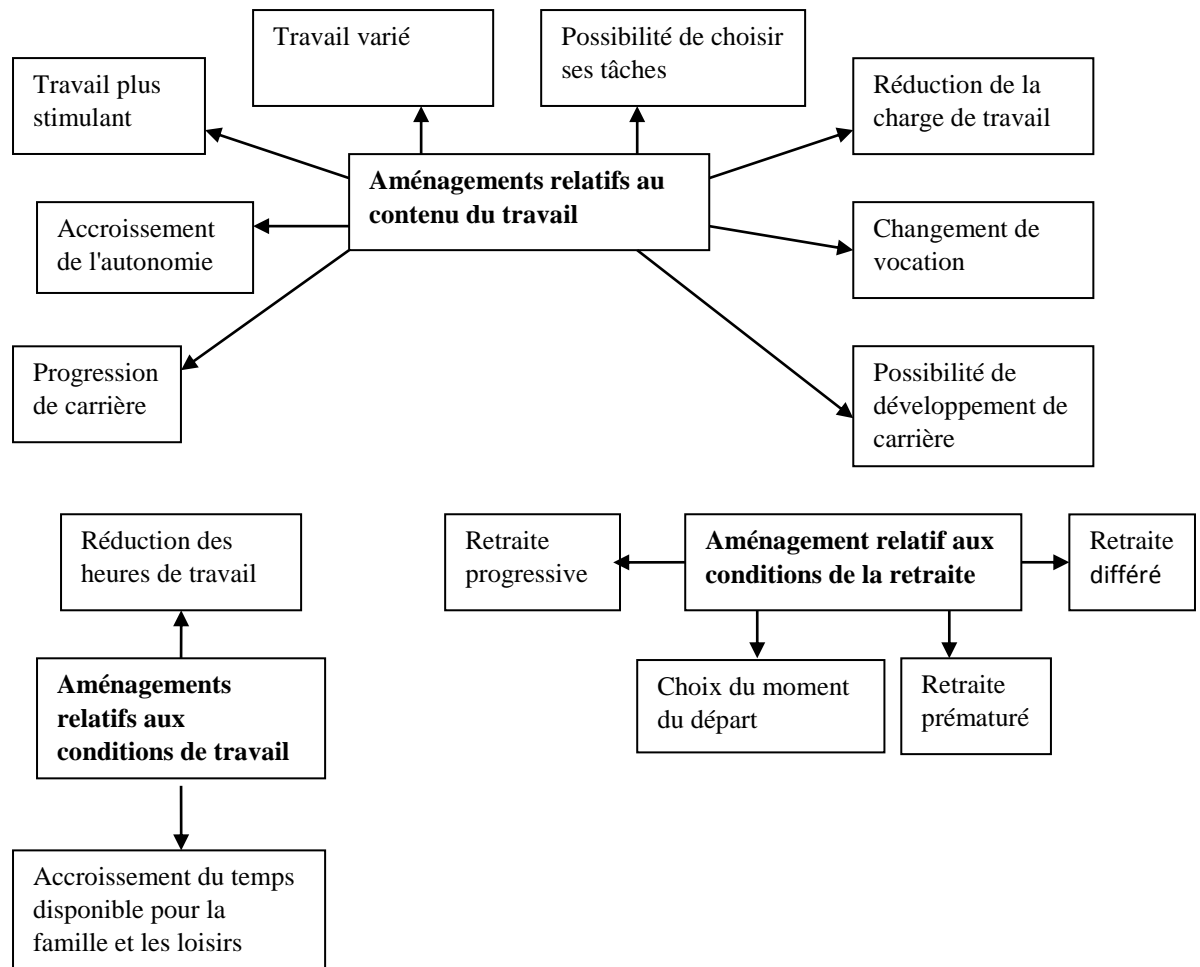 Travail varié
Possibilité de choisir
ses tâches
Travail plus
stimulant
Réduction de la
charge de travail
Aménagements relatifs au
contenu du travail
Accroissement
de l'autonomie
Changement de
vocation
Progression
de carrière
Possibilité de
développement de
carrière
Réduction des
heures de travail
Retraite
progressive
Aménagement relatif aux
conditions de la retraite
Retraite
différé
Aménagements
relatifs aux
conditions de travail
Choix du moment
du départ
Retraite
prématuré
Accroissement du temps
disponible pour la
famille et les loisirs